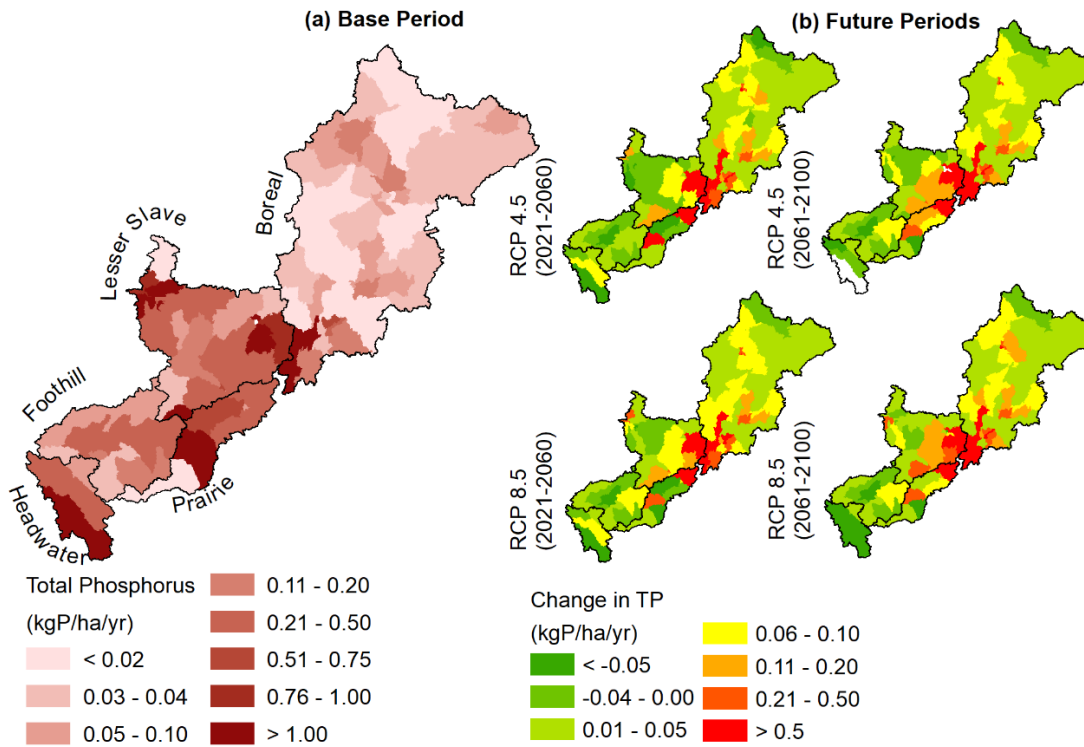 (a) Base Period
(b) Future Periods
Boreal
Lesser Slave
Foothill
Prairie
Headwater
RCP 4.5
(2021-2060)
RCP 4.5
(2061-2100)
RCP 8.5
(2021-2060)
RCP 8.5
(2061-2100)
Total Phosphorus
(kgP/ha/yr)
< 0.02
0.03 - 0.04
0.05 - 0.10
0.11 - 0.20
0.21 - 0.50
0.51 - 0.75
0.76 - 1.00
> 1.00
Change in TP
(kgP/ha/yr)
< -0.05
-0.04 - 0.00
0.01 - 0.05
0.06 - 0.10
0.11 - 0.20
0.21 - 0.50
> 0.5